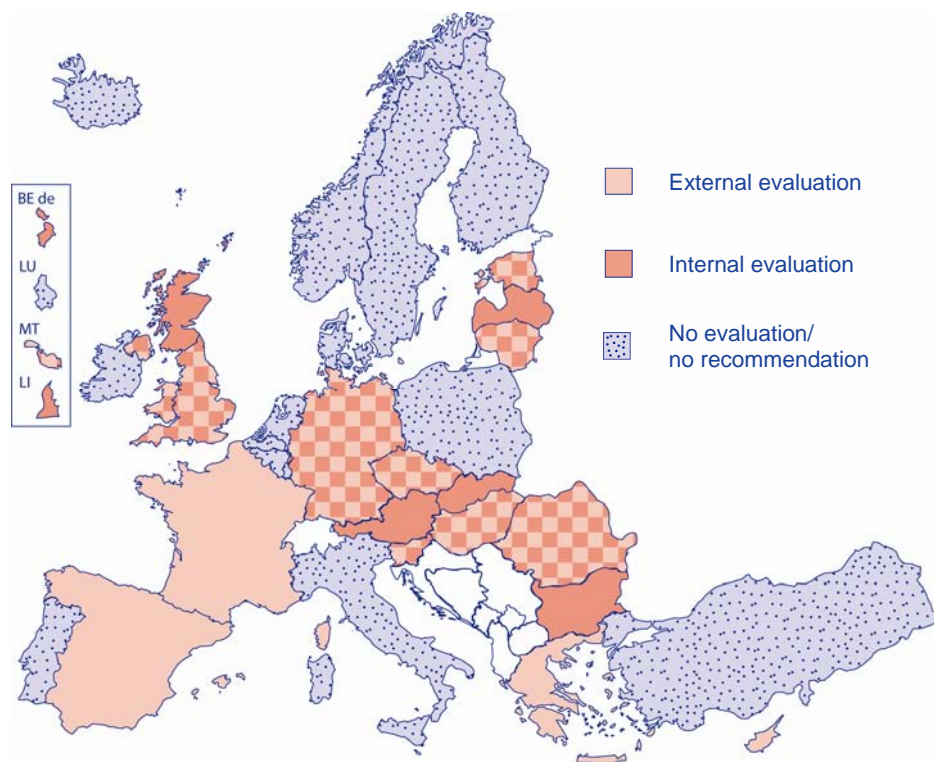 External evaluation
BE de
LU
Internal evaluation
MT
No evaluation/
no recommendation
LI